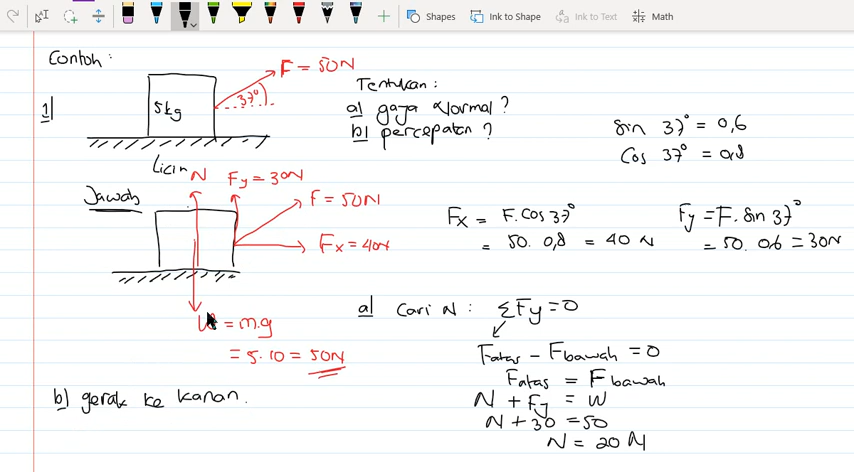 Shapes
Ink to Shape
Ink to Text
Math
Contoh :
1|
5kg
F = 50N
37°
Licin
Tentukan :
a) gaya Normal ?
b) percepatan ?
sin 37° = 0,6
cos 37° = 0,8
Jawab
N
Fy = 30N
F = 50N
Fx = 40N
W = m.g
= 5. 10 = 50N
Fx = F. cos 37°
= 50. 0,8 = 40 N
Fy = F. sin 37°
= 50. 0,6 = 30N
a) Cari N : ΣFy = 0
Fatas - Fbawah = 0
Fatas = Fbawah
N + Fy = W
N + 30 = 50
N = 20 N
b) gerak ke kanan.